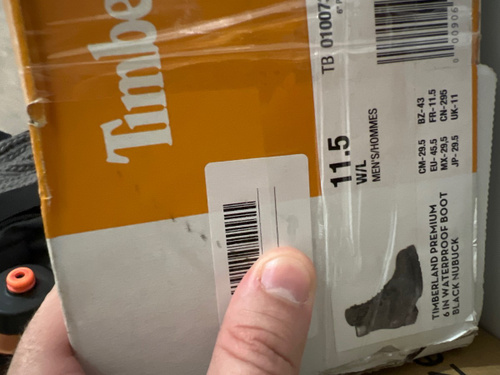 Timbe
TB 01007
11.5
W/L
MEN'S/HOMMES
CM-29.5
EU-45.5
MX-29.5
JP-29.5
BZ-43
FR-11.5
CN-295
UK-11
TIMBERLAND PREMIUM
6 IN WATERPROOF BOOT
BLACK NUBUCK
00906